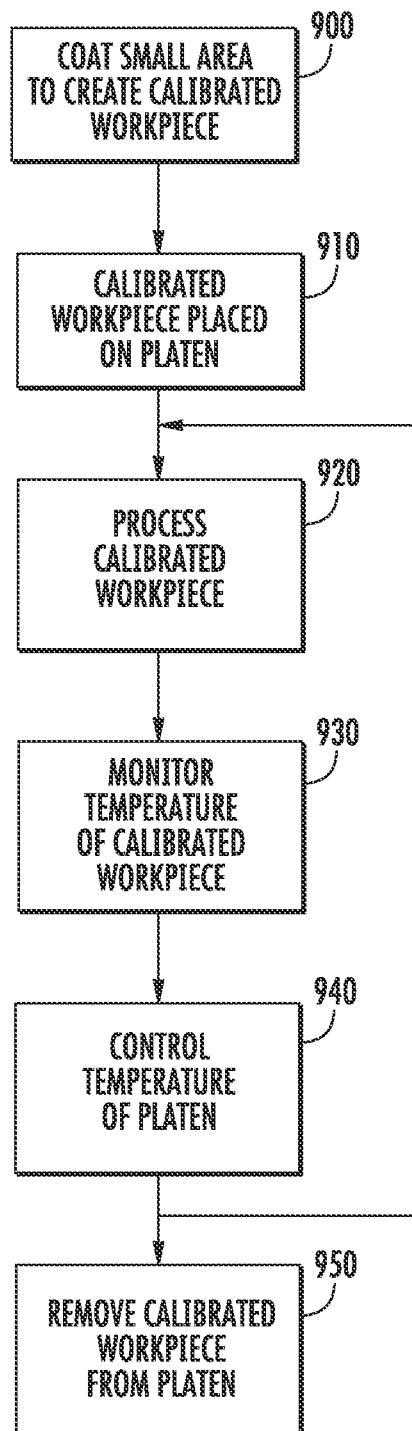 900
COAT SMALL AREA
TO CREATE CALIBRATED
WORKPIECE
910
CALIBRATED
WORKPIECE PLACED
ON PLATEN
920
PROCESS
CALIBRATED
WORKPIECE
930
MONITOR
TEMPERATURE
OF CALIBRATED
WORKPIECE
940
CONTROL
TEMPERATURE
OF PLATEN
950
REMOVE CALIBRATED
WORKPIECE
FROM PLATEN